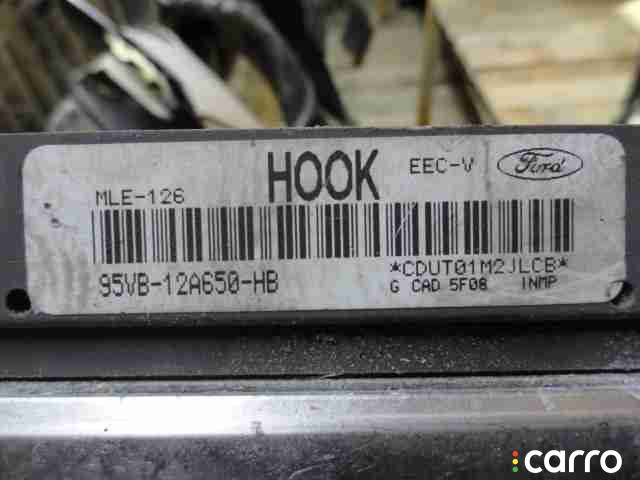 HOOK EEC-V Ford
MLE-126
95VB-12A650-HB *CDUT01M2JLCB*
G CAD 5F08 INMP
carro